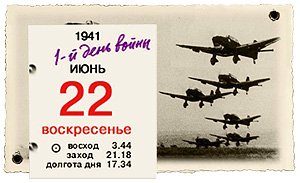 1941
1-й день войны
ИЮНЬ
22
воскресенье
восход 3.44
заход 21.18
долгота дня 17.34